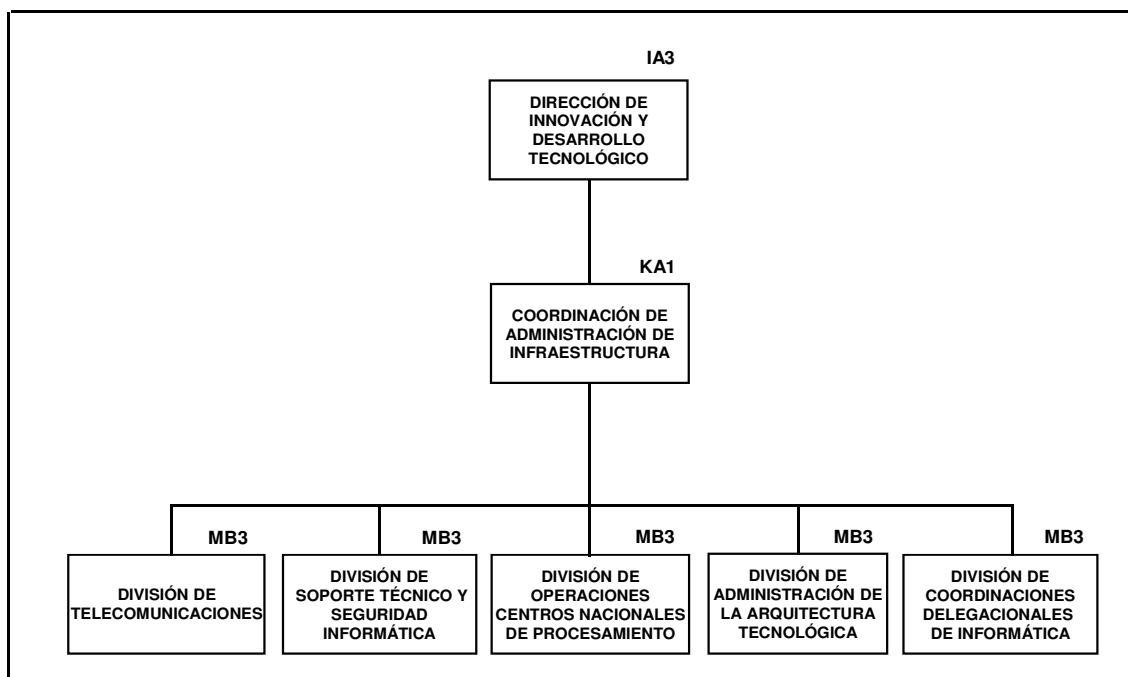 IA3
DIRECCIÓN DE
INNOVACIÓN Y
DESARROLLO
TECNOLÓGICO
KA1
COORDINACIÓN DE
ADMINISTRACIÓN DE
INFRAESTRUCTURA
MB3
DIVISIÓN DE
TELECOMUNICACIONES
MB3
DIVISIÓN DE
SOPORTE TÉCNICO Y
SEGURIDAD
INFORMÁTICA
MB3
DIVISIÓN DE
OPERACIONES
CENTROS NACIONALES
DE PROCESAMIENTO
MB3
DIVISIÓN DE
ADMINISTRACIÓN DE
LA ARQUITECTURA
TECNOLÓGICA
MB3
DIVISIÓN DE
COORDINACIONES
DELEGACIONALES
DE INFORMÁTICA